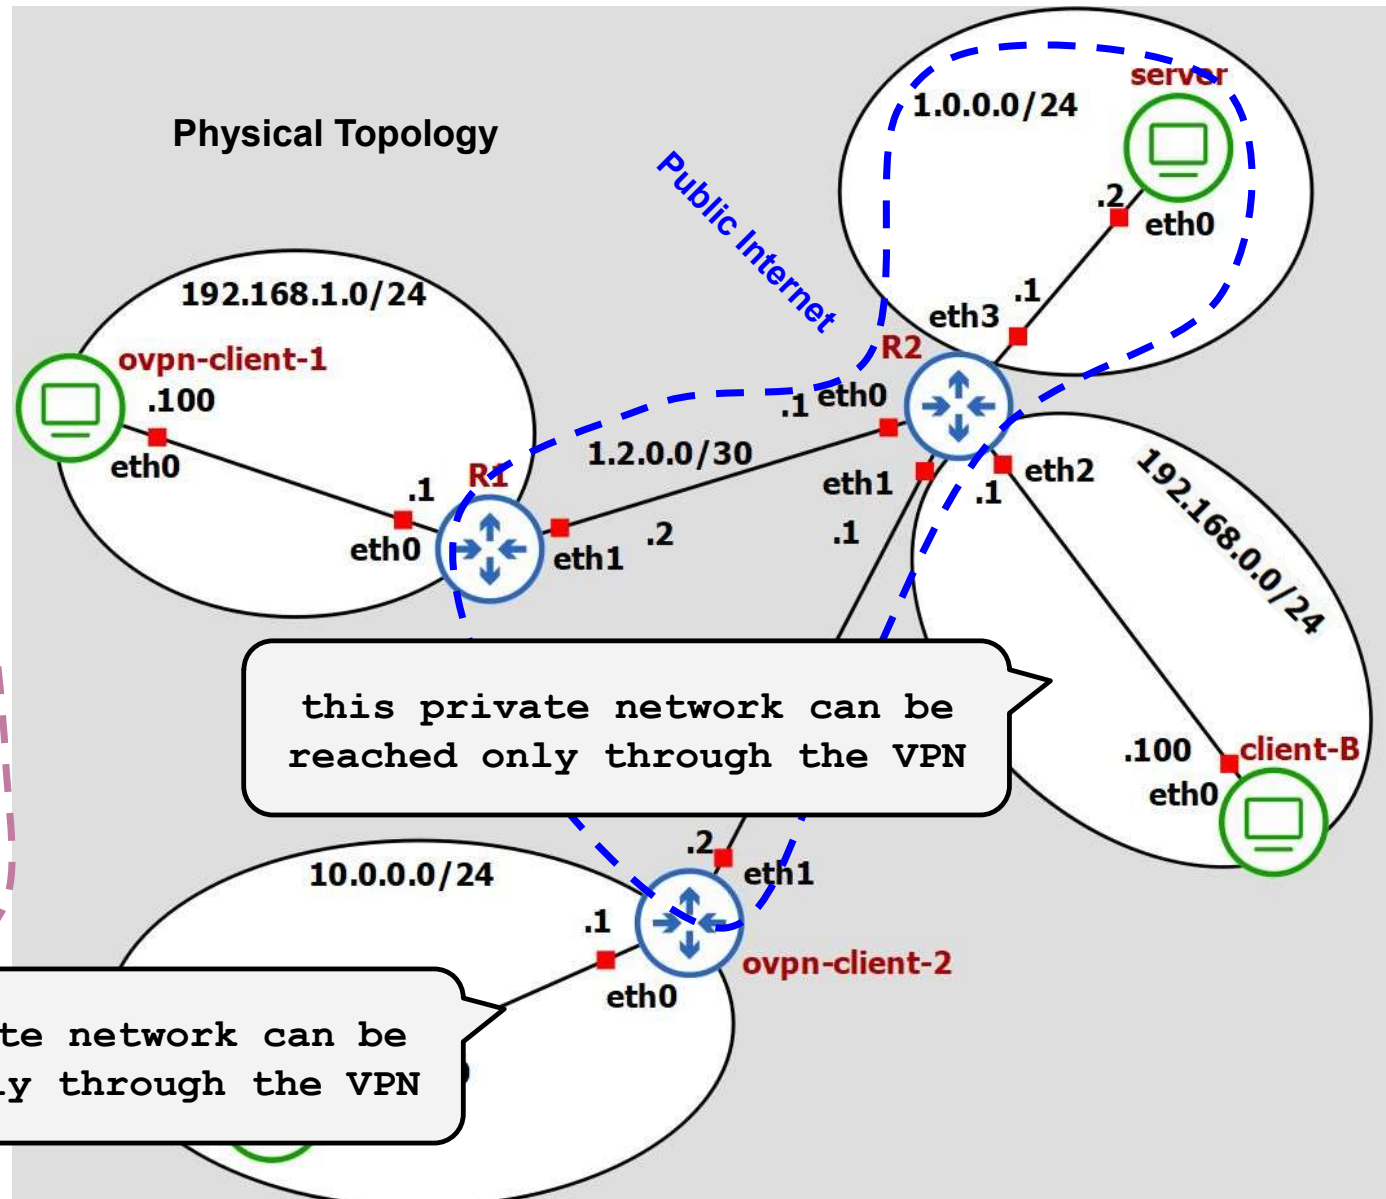 Physical Topology
server
1.0.0.0/24
Public Internet
.2
eth0
.1
eth3
R2
192.168.1.0/24
ovpn-client-1
.100
eth0
.1
eth0
R1
1.2.0.0/30
.1
eth0
.2
eth1
eth1
.1
eth2
.1
192.168.0.0/24
this private network can be
reached only through the VPN
.100
client-B
eth0
.2
eth1
10.0.0.0/24
.1
eth0
ovpn-client-2
te network can be
ly through the VPN